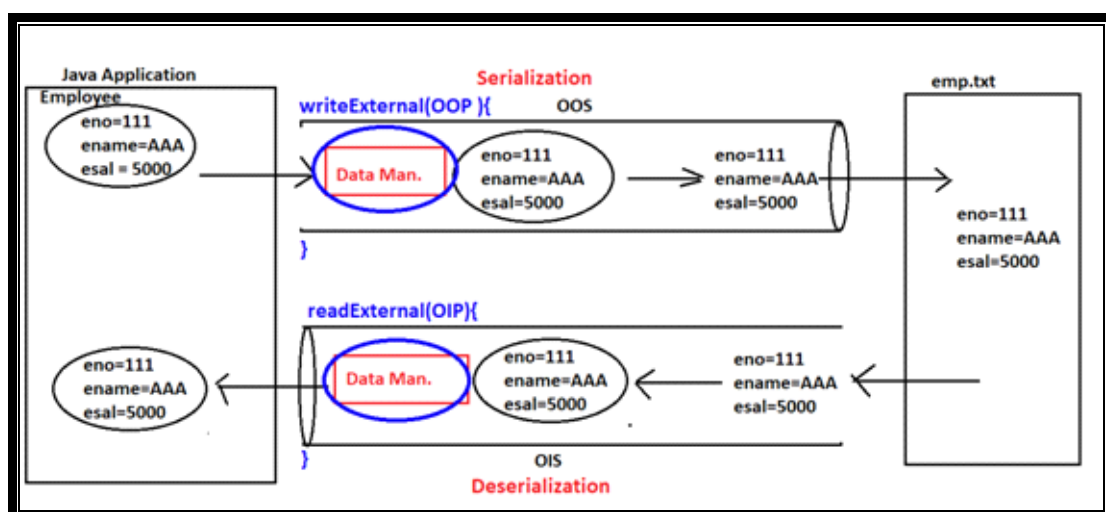 Java Application
Employee
eno=111
ename=AAA
esal = 5000
Serialization
writeExternal(OOP ){
OOS
Data Man.
eno=111
ename=AAA
esal=5000
eno=111
ename=AAA
esal=5000
}
emp.txt
eno=111
ename=AAA
esal=5000
readExternal(OIP){
eno=111
ename=AAA
esal=5000
Data Man.
eno=111
ename=AAA
esal=5000
eno=111
ename=AAA
esal=5000
}
OIS
Deserialization